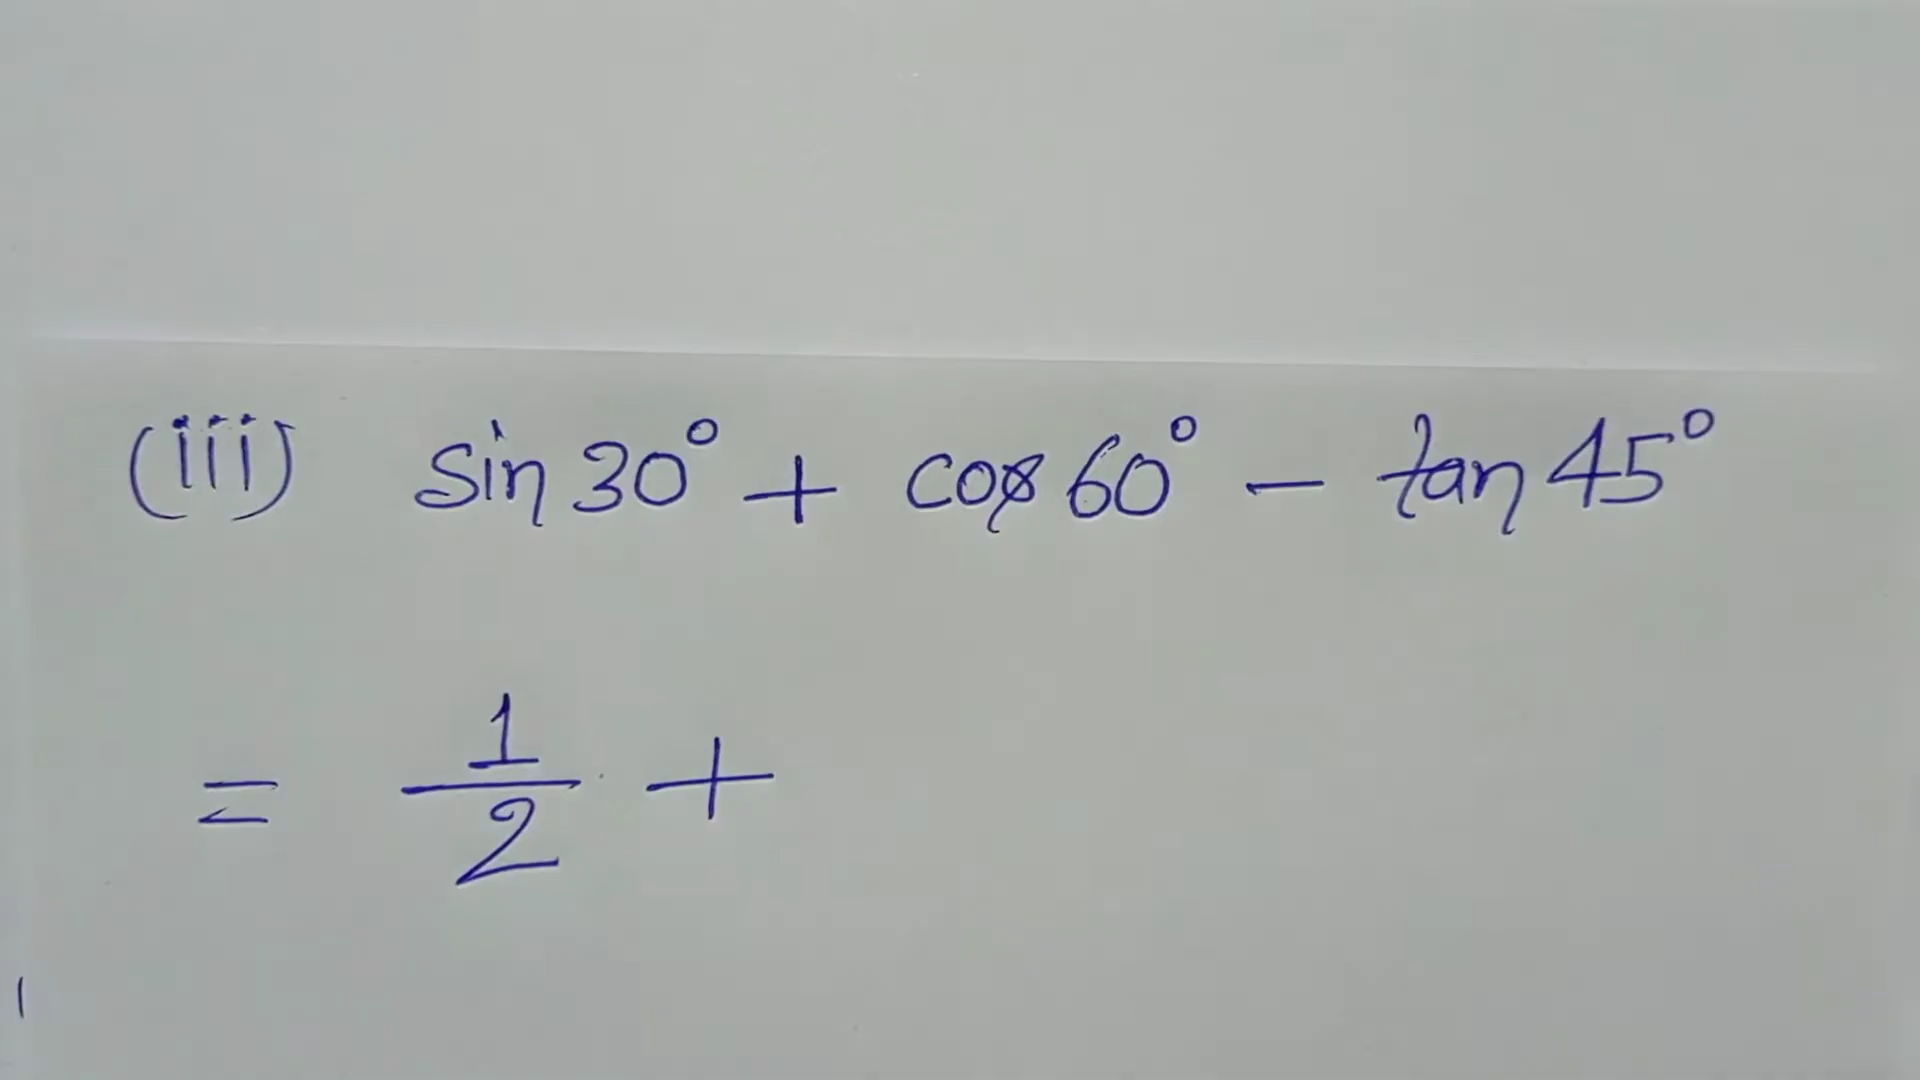 (iii) sin 30° + cos 60° - tan 45°
= 1/2 +